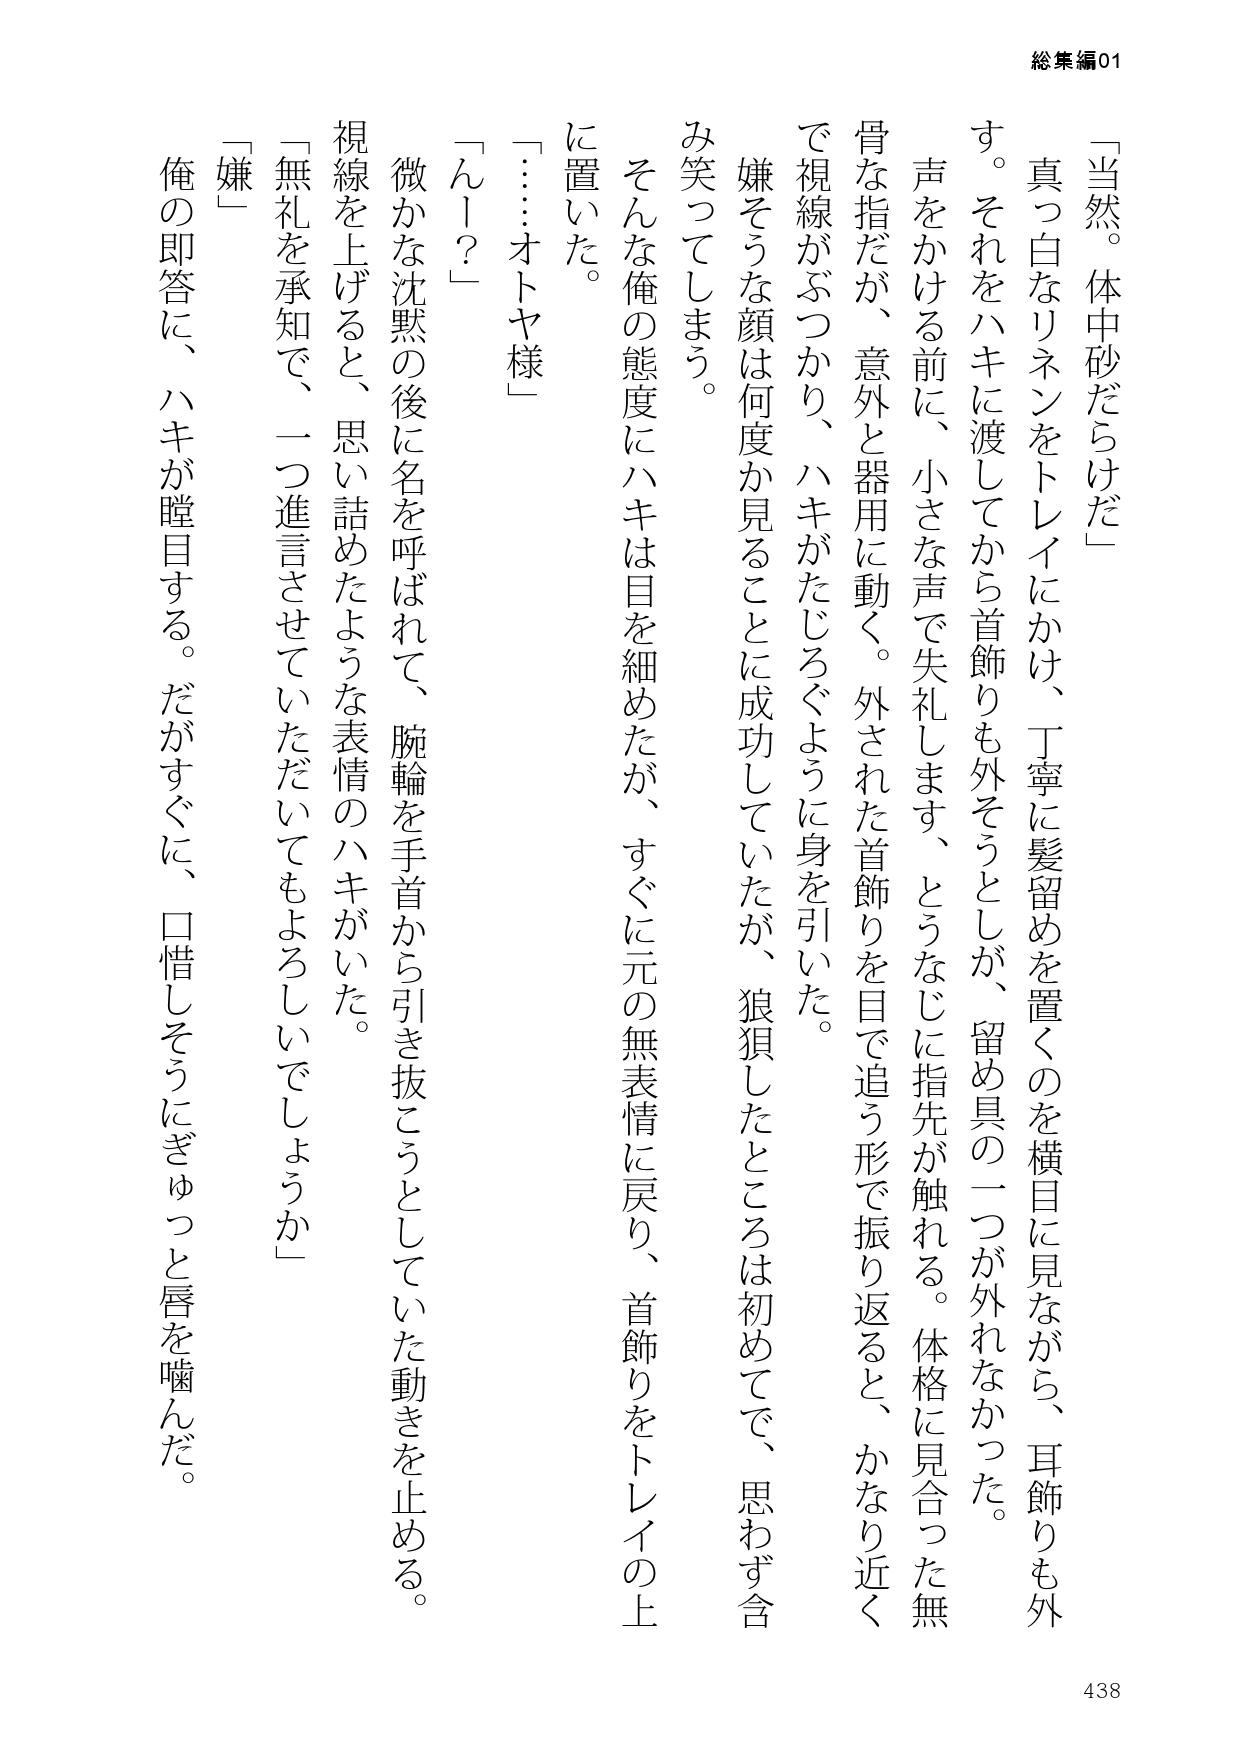 総集編01
「当然。体中砂だらけだ」
真っ白なリネンをトレイにかけ、丁寧に髪留めを置くのを横目に見ながら、耳飾りも外
す。それをハキに渡してから首飾りも外そうとしが、留め具の一つが外れなかった。
声をかける前に、小さな声で失礼します、とうなじに指先が触れる。体格に見合った無
骨な指だが、意外と器用に動く。外された首飾りを目で追う形で振り返ると、かなり近く
で視線がぶつかり、ハキがたじろぐように身を引いた。
嫌そうな顔は何度か見ることに成功していたが、狼狽したところは初めてで、思わず含
み笑ってしまう。
そんな俺の態度にハキは目を細めたが、すぐに元の無表情に戻り、首飾りをトレイの上
に置いた。
「……オトヤ様」
「んー？」
微かな沈黙の後に名を呼ばれて、腕輪を手首から引き抜こうとしていた動きを止める。
視線を上げると、思い詰めたような表情のハキがいた。
「無礼を承知で、一つ進言させていただいてもよろしいでしょうか」
「嫌」
俺の即答に、ハキが瞠目する。だがすぐに、口惜しそうにぎゅっと唇を噛んだ。
438